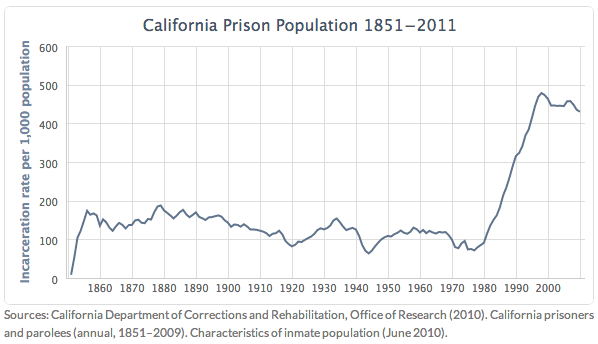 California Prison Population 1851–2011
Incarceration rate per 1,000 population
600
500
400
300
200
100
0
1860 1870 1880 1890 1900 1910 1920 1930 1940 1950 1960 1970 1980 1990 2000
Sources: California Department of Corrections and Rehabilitation, Office of Research (2010). California prisoners
and parolees (annual, 1851–2009). Characteristics of inmate population (June 2010).